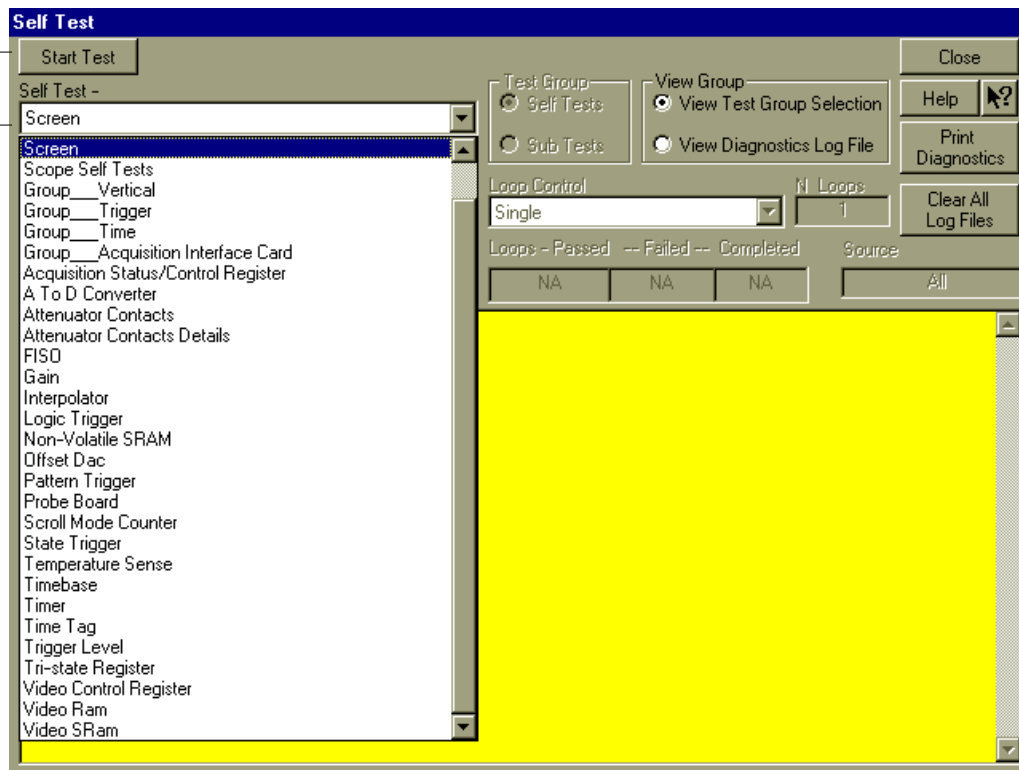 Self Test
Start Test
Close
Self Test -
Screen
Test Group
Self Tests
Sub Tests
View Group
View Test Group Selection
View Diagnostics Log File
Help
?
Print
Diagnostics
Clear All
Log Files
Loop Control
N Loops
Single
1
Loops - Passed -- Failed -- Completed
Source
NA
NA
NA
All
Screen
Scope Self Tests
Group___Vertical
Group___Trigger
Group___Time
Group___Acquisition Interface Card
Acquisition Status/Control Register
A To D Converter
Attenuator Contacts
Attenuator Contacts Details
FISO
Gain
Interpolator
Logic Trigger
Non-Volatile SRAM
Offset Dac
Pattern Trigger
Probe Board
Scroll Mode Counter
State Trigger
Temperature Sense
Timebase
Timer
Time Tag
Trigger Level
Tri-state Register
Video Control Register
Video Ram
Video SRam